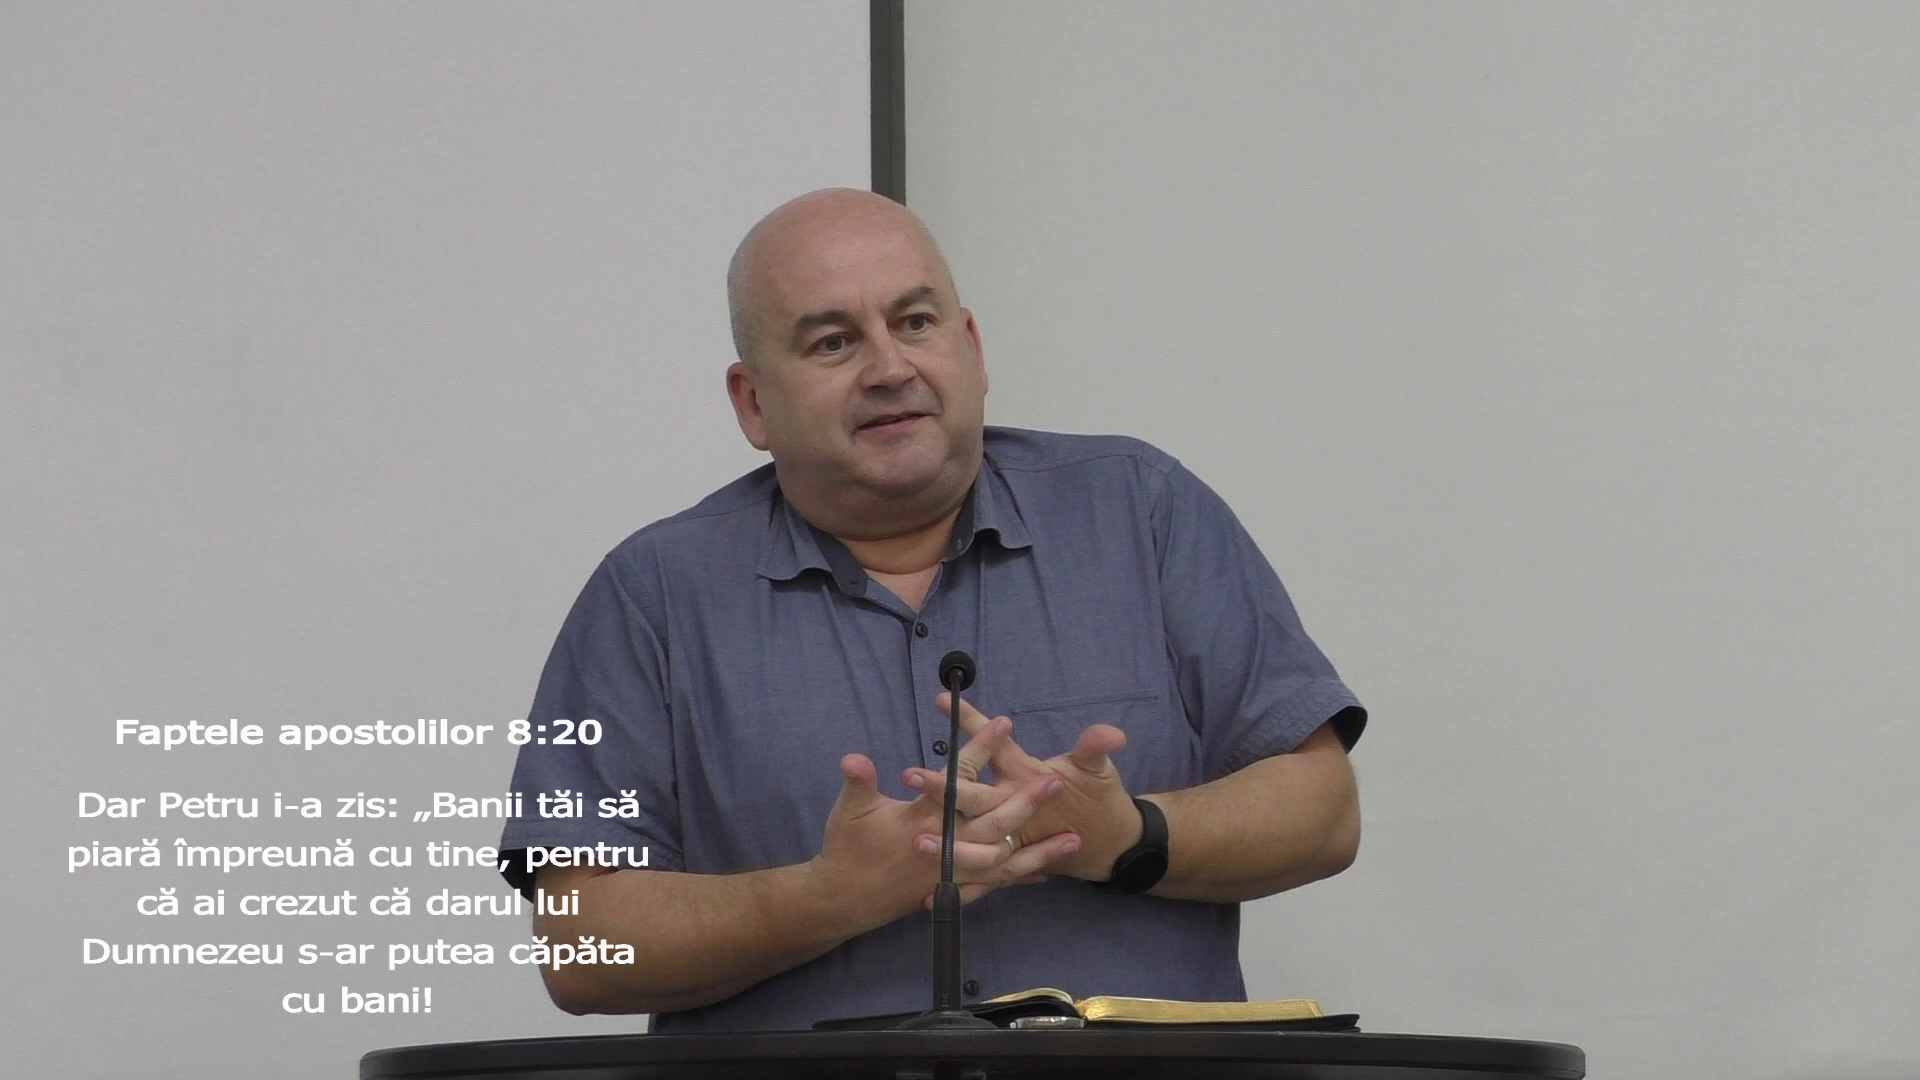 Faptele apostolilor 8:20
Dar Petru i-a zis: „Banii tăi să
piară împreună cu tine, pentru
că ai crezut că darul lui
Dumnezeu s-ar putea căpăta
cu bani!